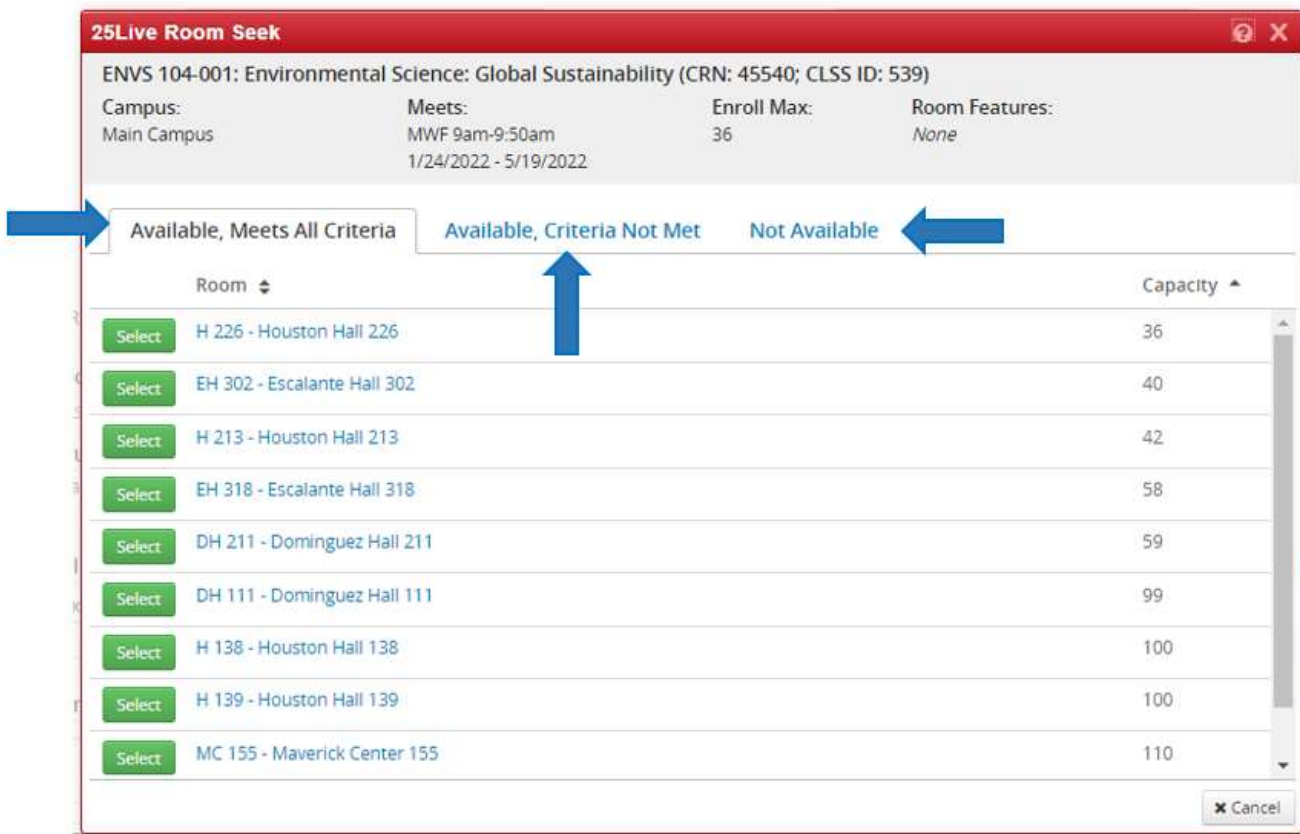 25Live Room Seek
ENVS 104-001: Environmental Science: Global Sustainability (CRN: 45540; CLSS ID: 539)
Campus: Meets: Enroll Max: Room Features:
Main Campus MWF 9am-9:50am 36 None
1/24/2022 - 5/19/2022
Available, Meets All Criteria Available, Criteria Not Met Not Available
Room Capacity
Select H 226 - Houston Hall 226 36
Select EH 302 - Escalante Hall 302 40
Select H 213 - Houston Hall 213 42
Select EH 318 - Escalante Hall 318 58
Select DH 211 - Dominguez Hall 211 59
Select DH 111 - Dominguez Hall 111 99
Select H 138 - Houston Hall 138 100
Select H 139 - Houston Hall 139 100
Select MC 155 - Maverick Center 155 110
Cancel